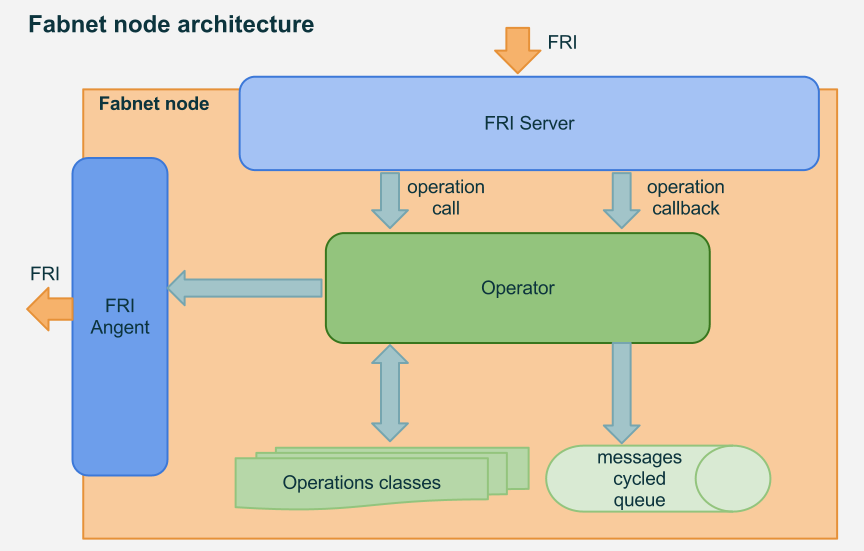 Fabnet node architecture
FRI
Fabnet node
FRI Server
operation
call
operation
callback
Operator
FRI
FRI
Angent
Operations classes
messages
cycled
queue